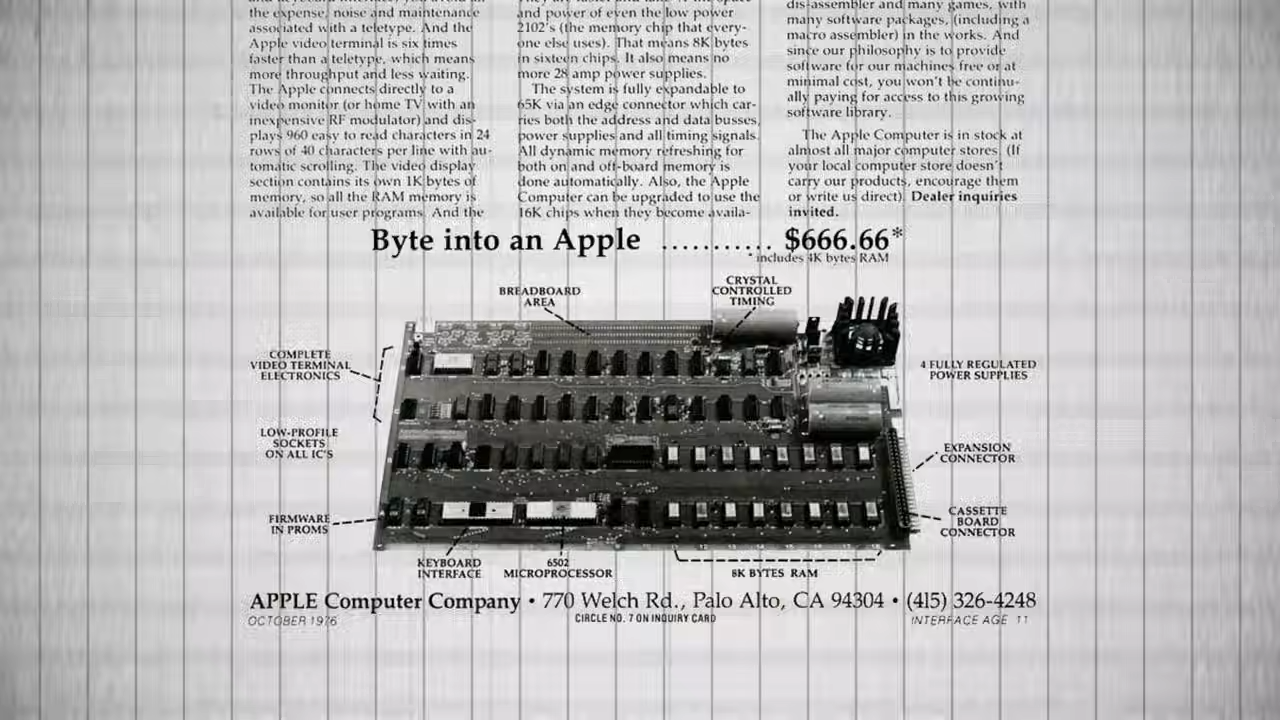 the expense, noise and maintenance
associated with a teletype. And the
Apple video terminal is six times
faster than a teletype, which means
more throughput and less waiting.
The Apple connects directly to a
video monitor (or home TV with an
inexpensive RF modulator) and dis-
plays 960 easy to read characters in 24
rows of 40 characters per line with au-
tomatic scrolling. The video display
section contains its own 1K bytes of
memory, so all the RAM memory is
available for user programs. And the
and power of even the low power
2102's (the memory chip that every-
one else uses). That means 8K bytes
in sixteen chips. It also means no
more 28 amp power supplies.
The system is fully expandable to
65K via an edge connector which car-
ries both the address and data busses,
power supplies and all timing signals.
All dynamic memory refreshing for
both on and off-board memory is
done automatically. Also, the Apple
Computer can be upgraded to use the
16K chips when they become availa-
dis-assembler and many games, with
many software packages, (including a
macro assembler) in the works. And
since our philosophy is to provide
software for our machines free or at
minimal cost, you won't be continu-
ally paying for access to this growing
software library.
The Apple Computer is in stock at
almost all major computer stores. (If
your local computer store doesn't
carry our products, encourage them
or write us direct). Dealer inquiries
invited.
Byte into an Apple ........... $666.66*
* includes 4K bytes RAM
BREADBOARD
AREA
CRYSTAL
CONTROLLED
TIMING
COMPLETE
VIDEO TERMINAL
ELECTRONICS
4 FULLY REGULATED
POWER SUPPLIES
LOW-PROFILE
SOCKETS
ON ALL IC'S
EXPANSION
CONNECTOR
FIRMWARE
IN PROMS
CASSETTE
BOARD
CONNECTOR
KEYBOARD
INTERFACE
6502
MICROPROCESSOR
8K BYTES RAM
APPLE Computer Company • 770 Welch Rd., Palo Alto, CA 94304 • (415) 326-4248
OCTOBER 1976
CIRCLE NO. 7 ON INQUIRY CARD
INTERFACE AGE 11